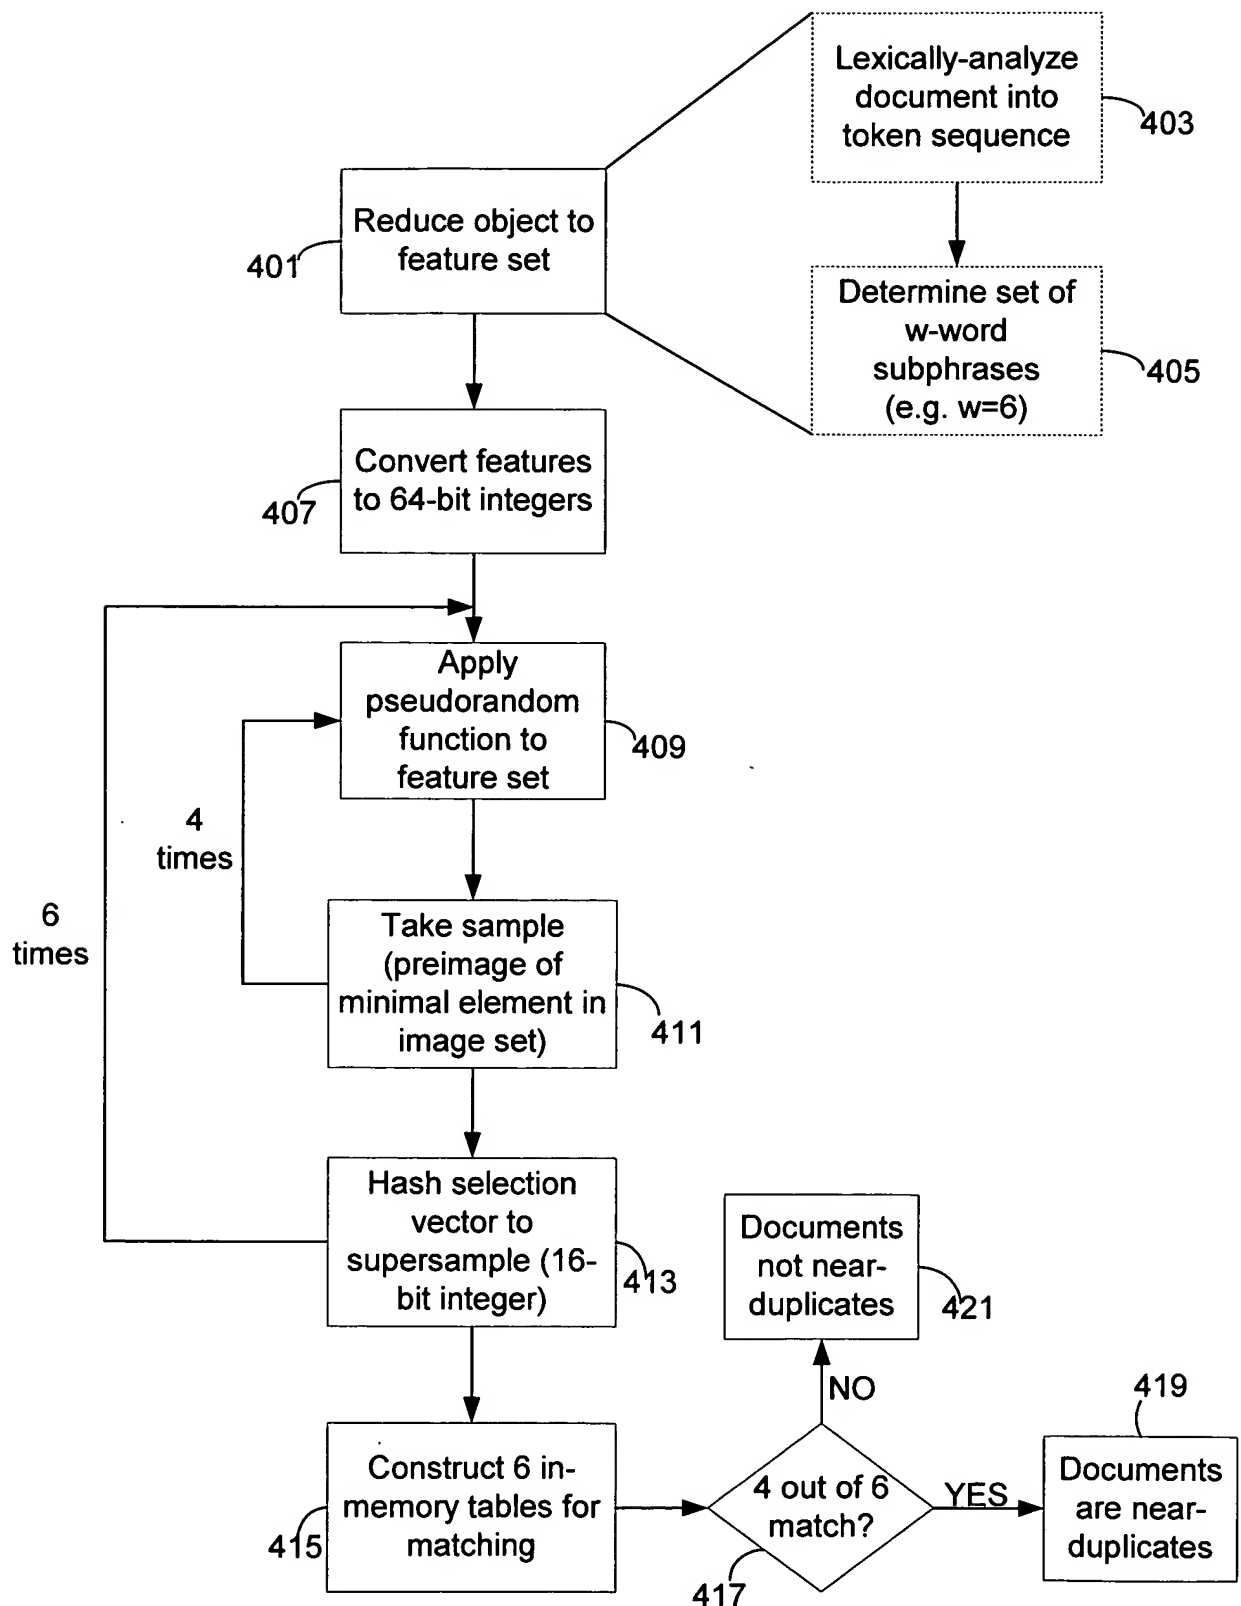 Lexically-analyze
document into
token sequence
403
Reduce object to
feature set
401
Determine set of
w-word
subphrases
(e.g. w=6)
405
Convert features
to 64-bit integers
407
Apply
pseudorandom
function to
feature set
409
4
times
6
times
Take sample
(preimage of
minimal element in
image set)
411
Hash selection
vector to
supersample (16-
bit integer)
413
Documents
not near-
duplicates
421
NO
419
Construct 6 in-
memory tables for
matching
415
4 out of 6
match?
417
YES
Documents
are near-
duplicates